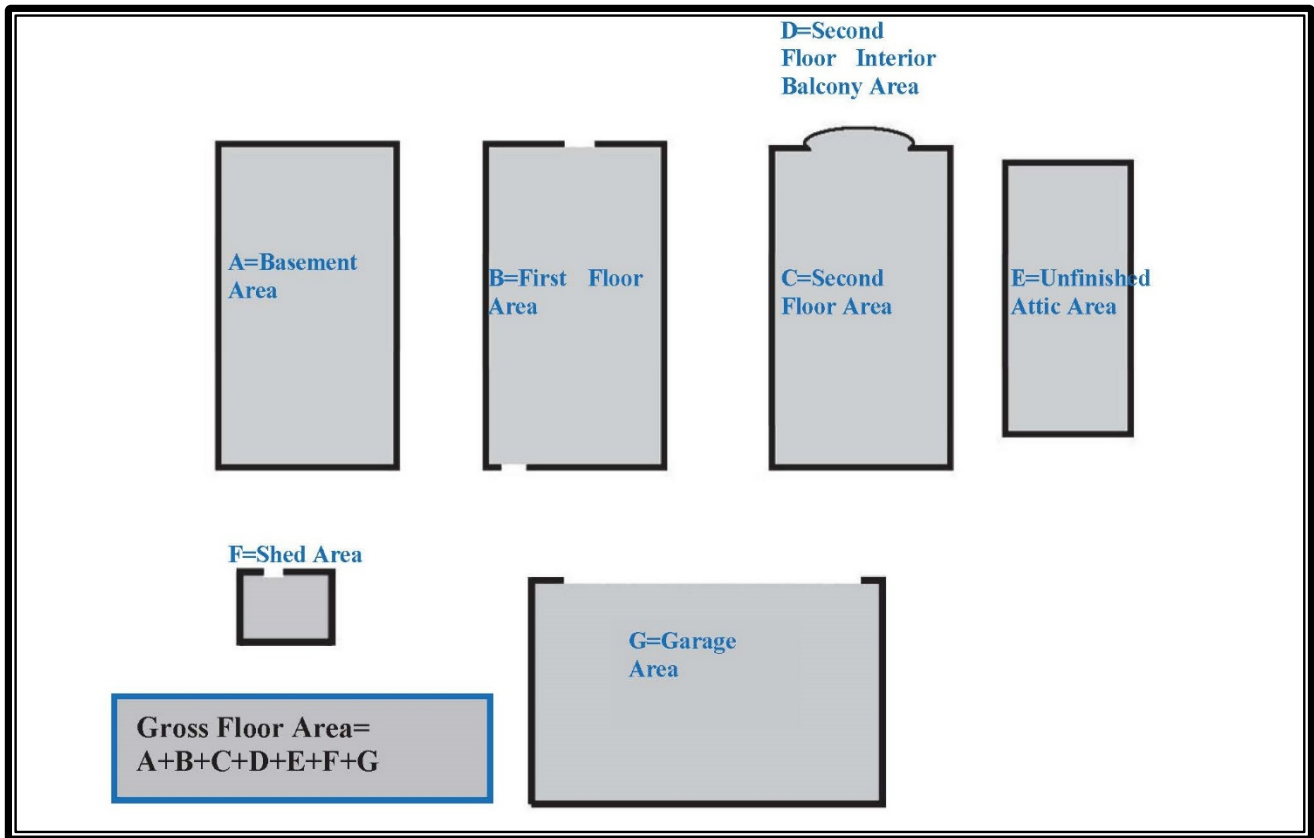 D=Second
Floor Interior
Balcony Area
A=Basement
Area
B=First Floor
Area
C=Second
Floor Area
E=Unfinished
Attic Area
F=Shed Area
G=Garage
Area
Gross Floor Area=
A+B+C+D+E+F+G